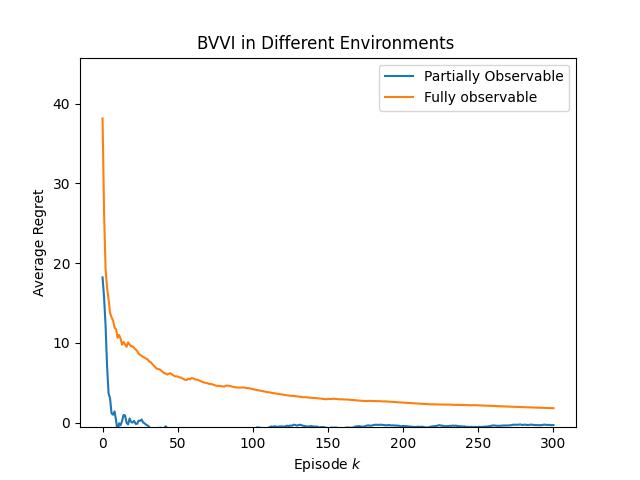 BVVI in Different Environments
Partially Observable
Fully observable
Average Regret
40
30
20
10
0
0 50 100 150 200 250 300
Episode k